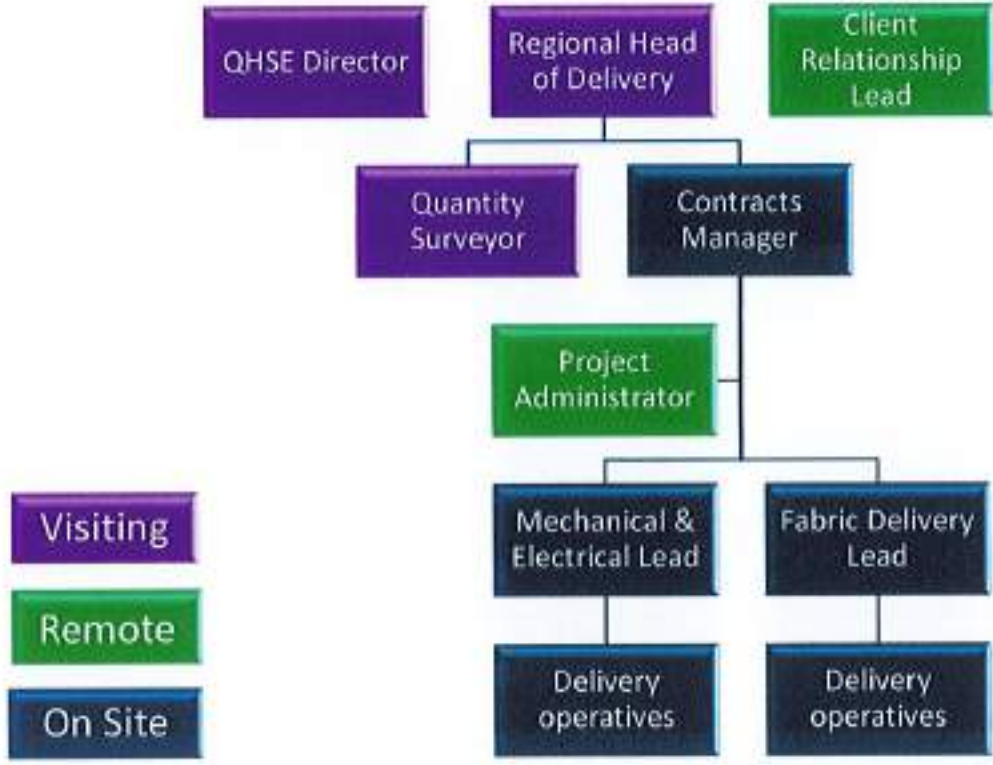 QHSE Director
Regional Head
of Delivery
Client
Relationship
Lead
Quantity
Surveyor
Contracts
Manager
Project
Administrator
Mechanical &
Electrical Lead
Fabric Delivery
Lead
Delivery
operatives
Delivery
operatives
Visiting
Remote
On Site